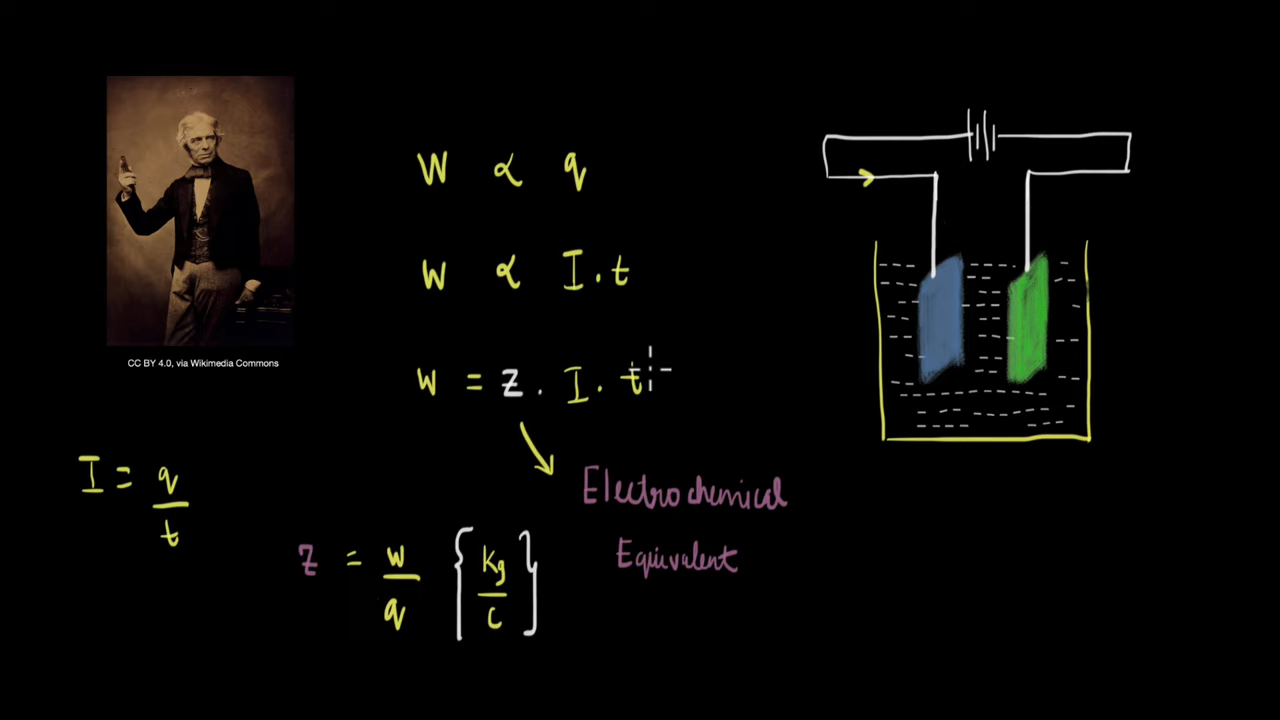 W ∝ q
W ∝ I . t
CC BY 4.0, via Wikimedia Commons
W = Z . I . t
I = q/t
Electrochemical
Equivalent
Z = w/q {Kg/C}